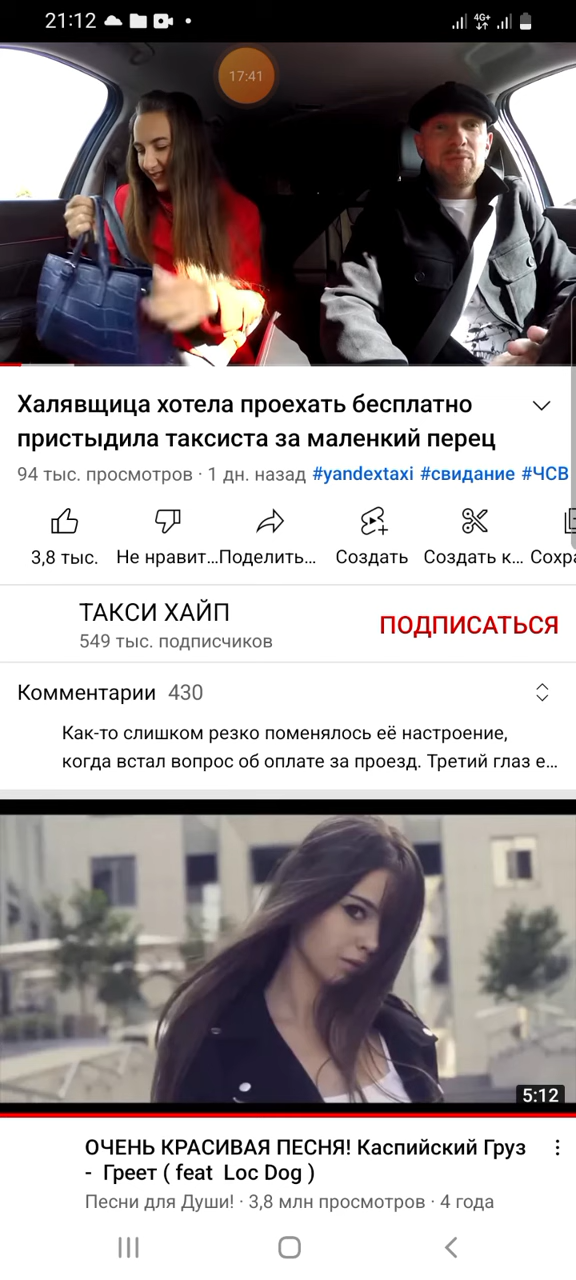 21:12
4G+
17:41
Халявщица хотела проехать бесплатно
пристыдила таксиста за маленкий перец
94 тыс. просмотров · 1 дн. назад #yandextaxi #свидание #ЧСВ
3,8 тыс. Не нравит... Поделить... Создать Создать к... Сохра
ТАКСИ ХАЙП
ПОДПИСАТЬСЯ
549 тыс. подписчиков
Комментарии 430
Как-то слишком резко поменялось её настроение,
когда встал вопрос об оплате за проезд. Третий глаз е...
5:12
ОЧЕНЬ КРАСИВАЯ ПЕСНЯ! Каспийский Груз
- Греет ( feat Loc Dog )
Песни для Души! · 3,8 млн просмотров · 4 года